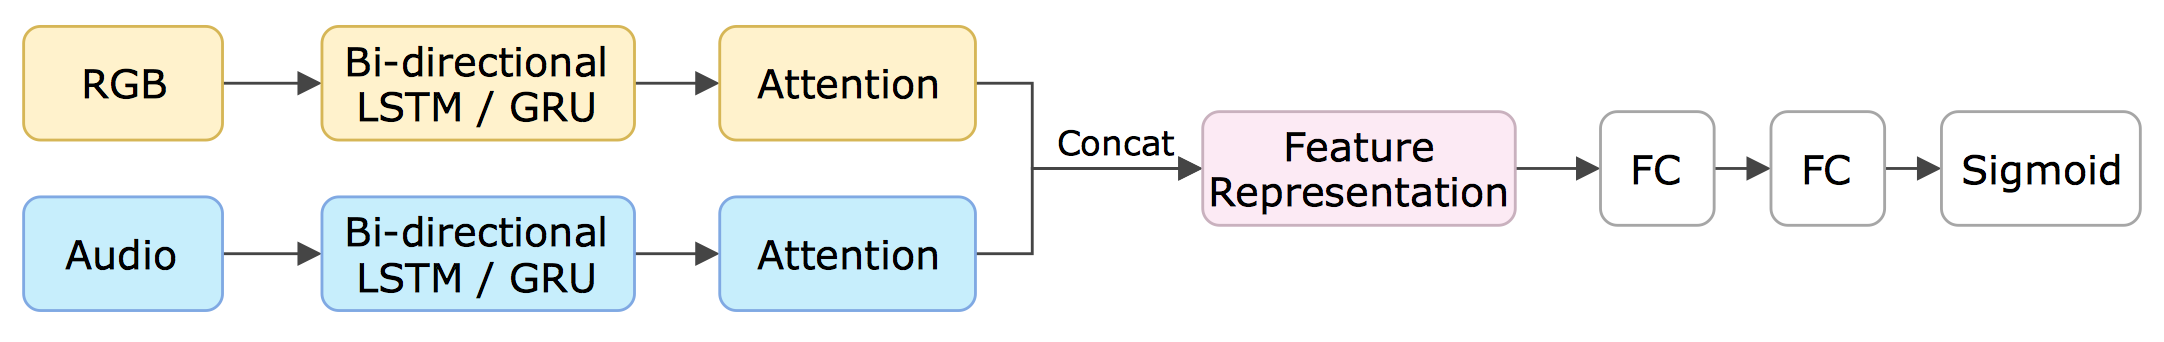 RGB
Bi-directional
LSTM / GRU
Attention
Audio
Bi-directional
LSTM / GRU
Attention
Concat
Feature
Representation
FC
FC
Sigmoid